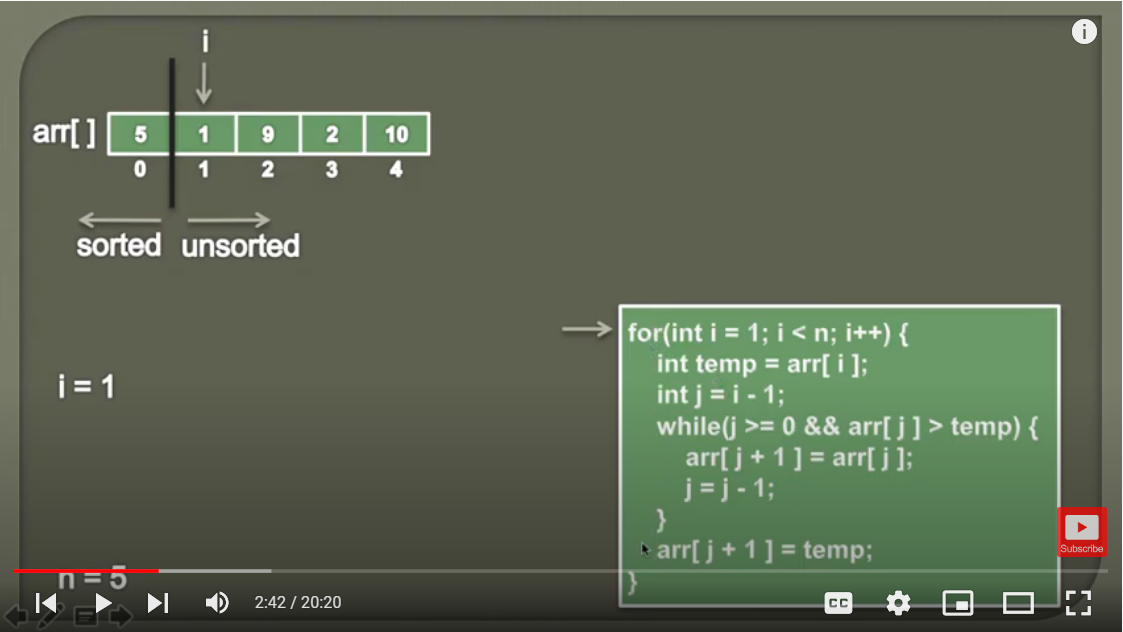 i
arr[ ] 5 1 9 2 10
0 1 2 3 4
sorted unsorted
for(int i = 1; i < n; i++) {
int temp = arr[ i ];
int j = i - 1;
while(j >= 0 && arr[ j ] > temp) {
arr[ j + 1 ] = arr[ j ];
j = j - 1;
}
arr[ j + 1 ] = temp;
}
i = 1
n = 5
Subscribe
2:42 / 20:20
CC
i